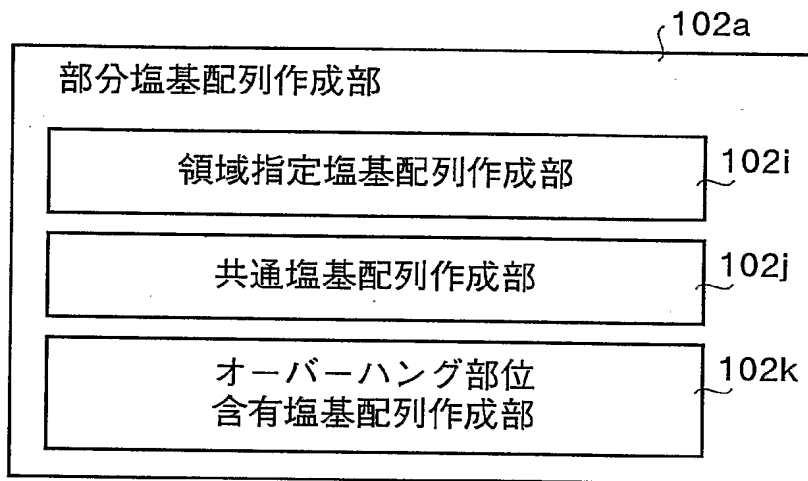 102a
部分塩基配列作成部
領域指定塩基配列作成部
102i
共通塩基配列作成部
102j
オーバーハング部位
含有塩基配列作成部
102k